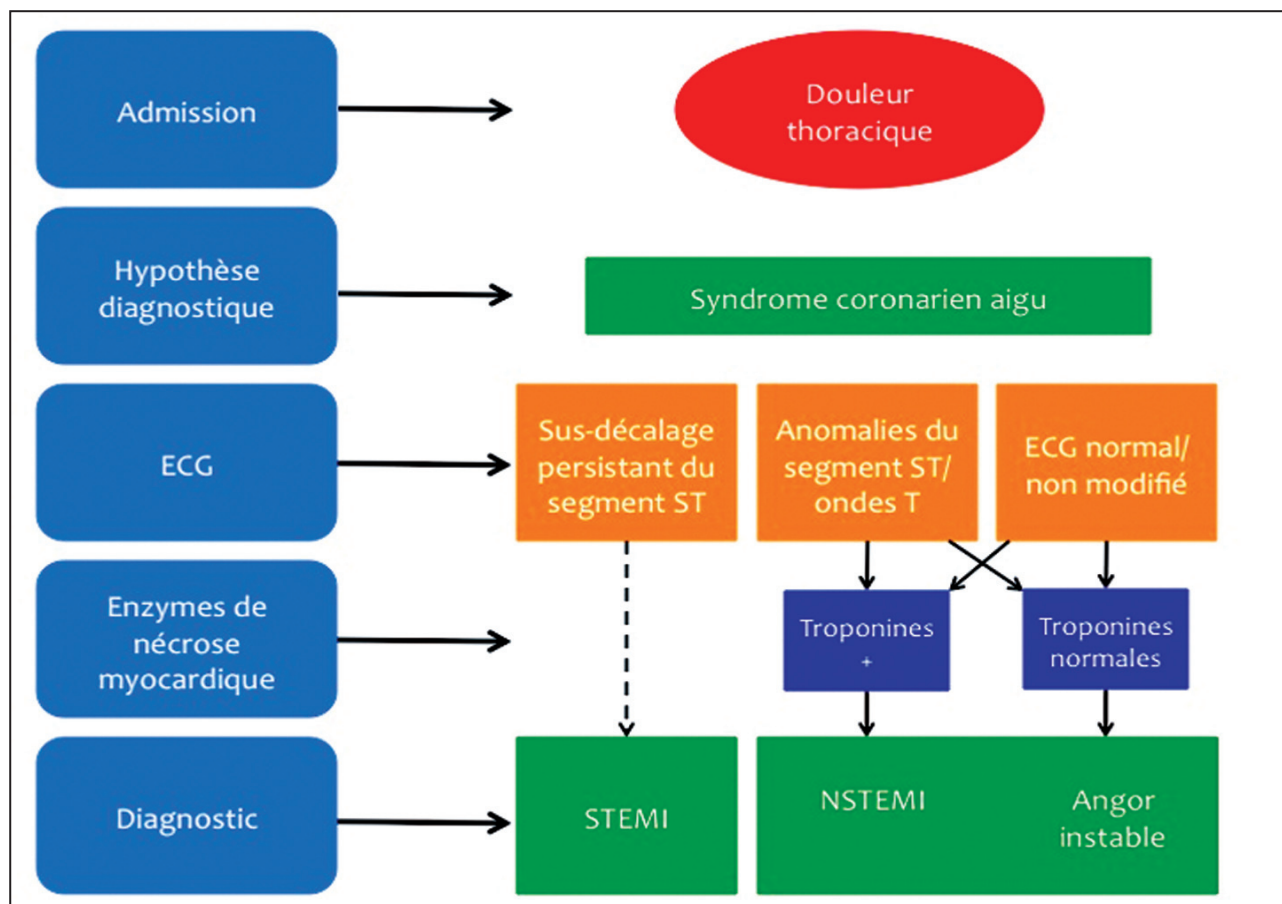 Admission
Douleur
thoracique
Hypothèse
diagnostique
Syndrome coronarien aigu
ECG
Sus-décalage
persistant du
segment ST
Anomalies du
segment ST/
ondes T
ECG normal/
non modifié
Enzymes de
nécrose
myocardique
Troponines
+
Troponines
normales
Diagnostic
STEMI
NSTEMI
Angor
instable